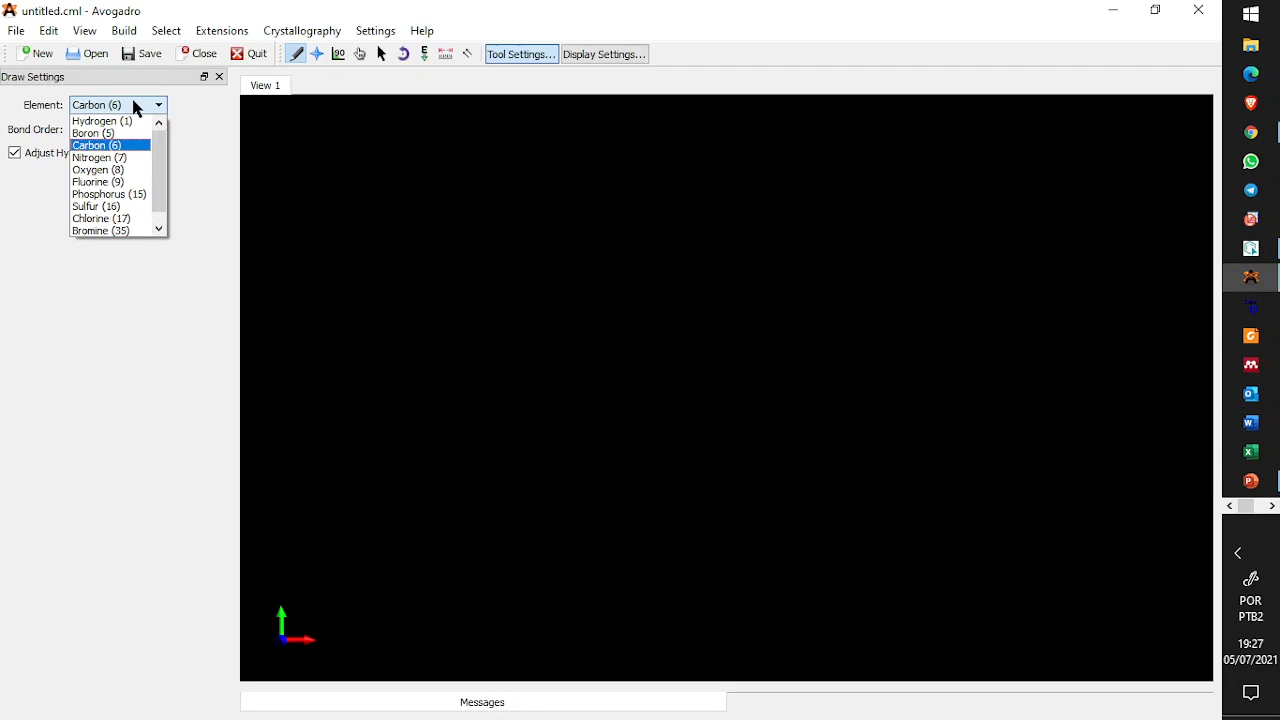 untitled.cml - Avogadro
File Edit View Build Select Extensions Crystallography Settings Help
New Open Save Close Quit Tool Settings... Display Settings...
Draw Settings
View 1
Element: Carbon (6)
Hydrogen (1)
Bond Order:
Boron (5)
Carbon (6)
Adjust Hy
Nitrogen (7)
Oxygen (8)
Fluorine (9)
Phosphorus (15)
Sulfur (16)
Chlorine (17)
Bromine (35)
Messages
POR
PTB2
19:27
05/07/2021